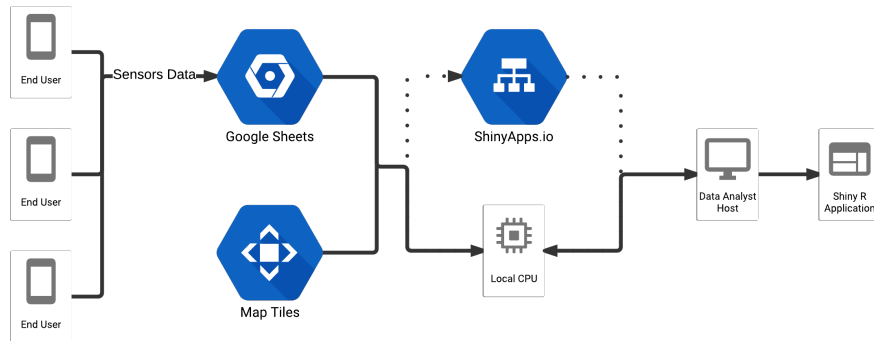 End User
End User
End User
Sensors Data
Google Sheets
Map Tiles
ShinyApps.io
Local CPU
Data Analyst
Host
Shiny R
Application